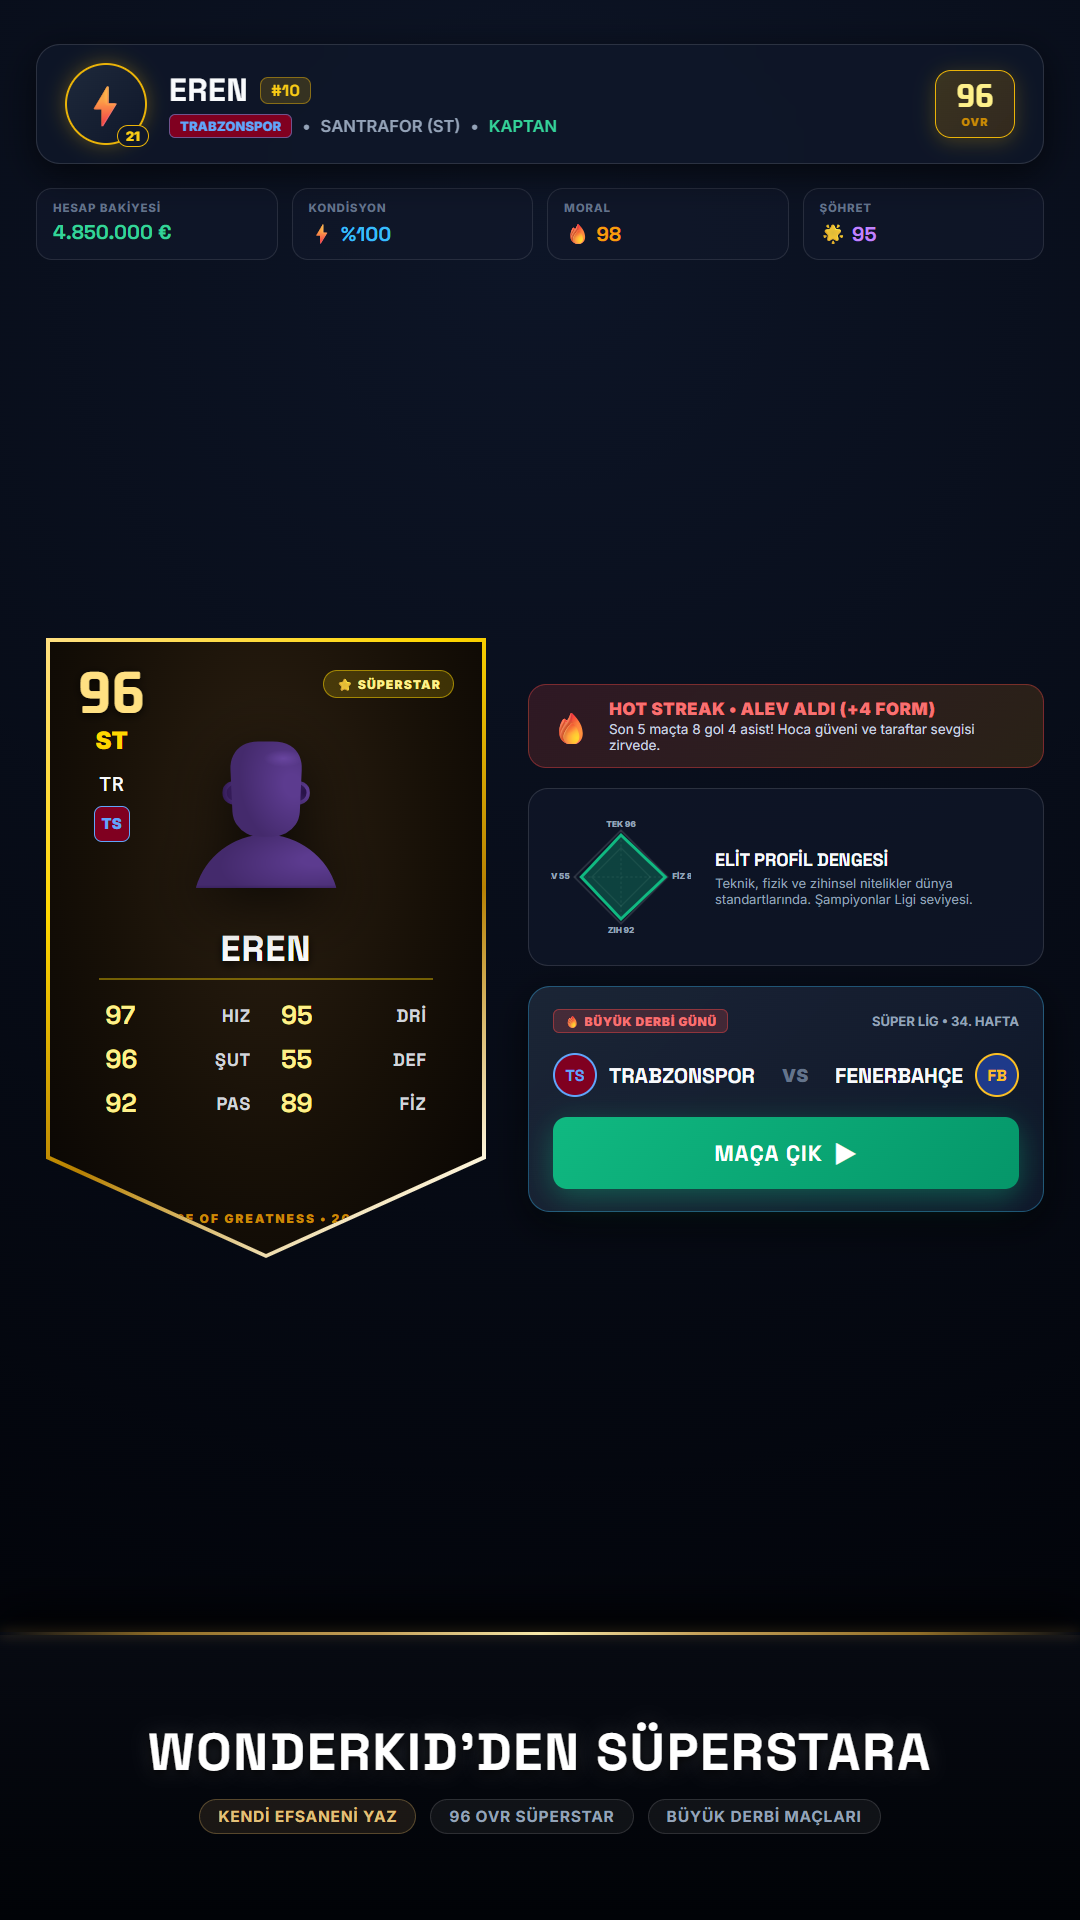 EREN #10
21
TRABZONSPOR • SANTRAFOR (ST) • KAPTAN
96
OVR
HESAP BAKİYESİ
4.850.000 €
KONDİSYON
%100
MORAL
98
ŞÖHRET
95
96
ST
TR
TS
SÜPERSTAR
EREN
97 HIZ 95 DRİ
96 ŞUT 55 DEF
92 PAS 89 FİZ
OF GREATNESS •
HOT STREAK • ALEV ALDI (+4 FORM)
Son 5 maçta 8 gol 4 asist! Hoca güveni ve taraftar sevgisi
zirvede.
TEK 96
V 55
FİZ 8
ZIH 92
ELİT PROFİL DENGESİ
Teknik, fizik ve zihinsel nitelikler dünya
standartlarında. Şampiyonlar Ligi seviyesi.
BÜYÜK DERBİ GÜNÜ
SÜPER LİG • 34. HAFTA
TS TRABZONSPOR VS FENERBAHÇE FB
MAÇA ÇIK ▶
WONDERKID'DEN SÜPERSTARA
KENDİ EFSANENİ YAZ
96 OVR SÜPERSTAR
BÜYÜK DERBİ MAÇLARI